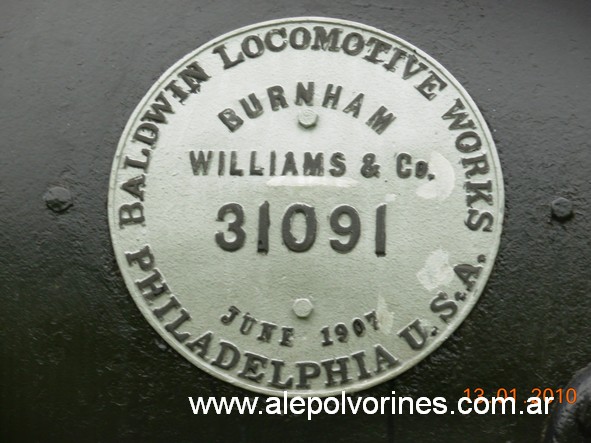 BALDWIN LOCOMOTIVE WORKS
BURNHAM
WILLIAMS & Co.
31091
JUNE 1907
PHILADELPHIA U.S.A.
13.01.2010
www.alepolvorines.com.ar